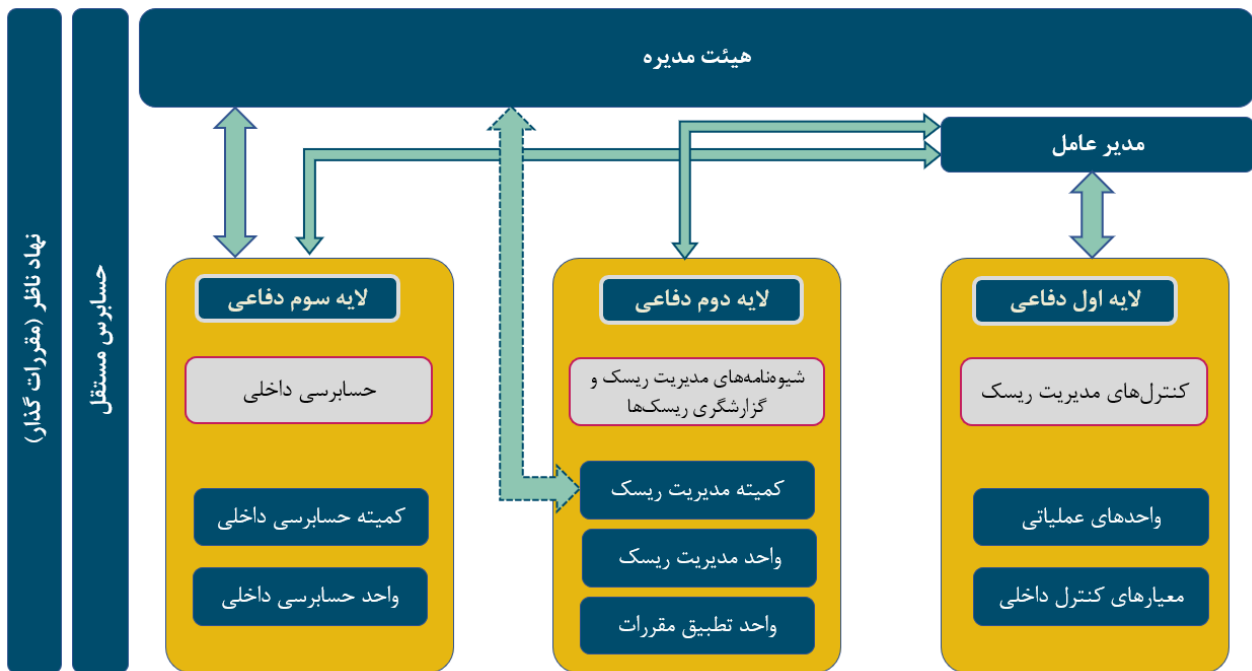 هیئت مدیره
مدیر عامل
لایه اول دفاعی
کنترل‌های مدیریت ریسک
واحدهای عملیاتی
معیارهای کنترل داخلی
لایه دوم دفاعی
شیوه‌نامه‌های مدیریت ریسک و
گزارشگری ریسک‌ها
کمیته مدیریت ریسک
واحد مدیریت ریسک
واحد تطبیق مقررات
لایه سوم دفاعی
حسابرسی داخلی
کمیته حسابرسی داخلی
واحد حسابرسی داخلی
حسابرس مستقل
نهاد ناظر (مقررات گذار)